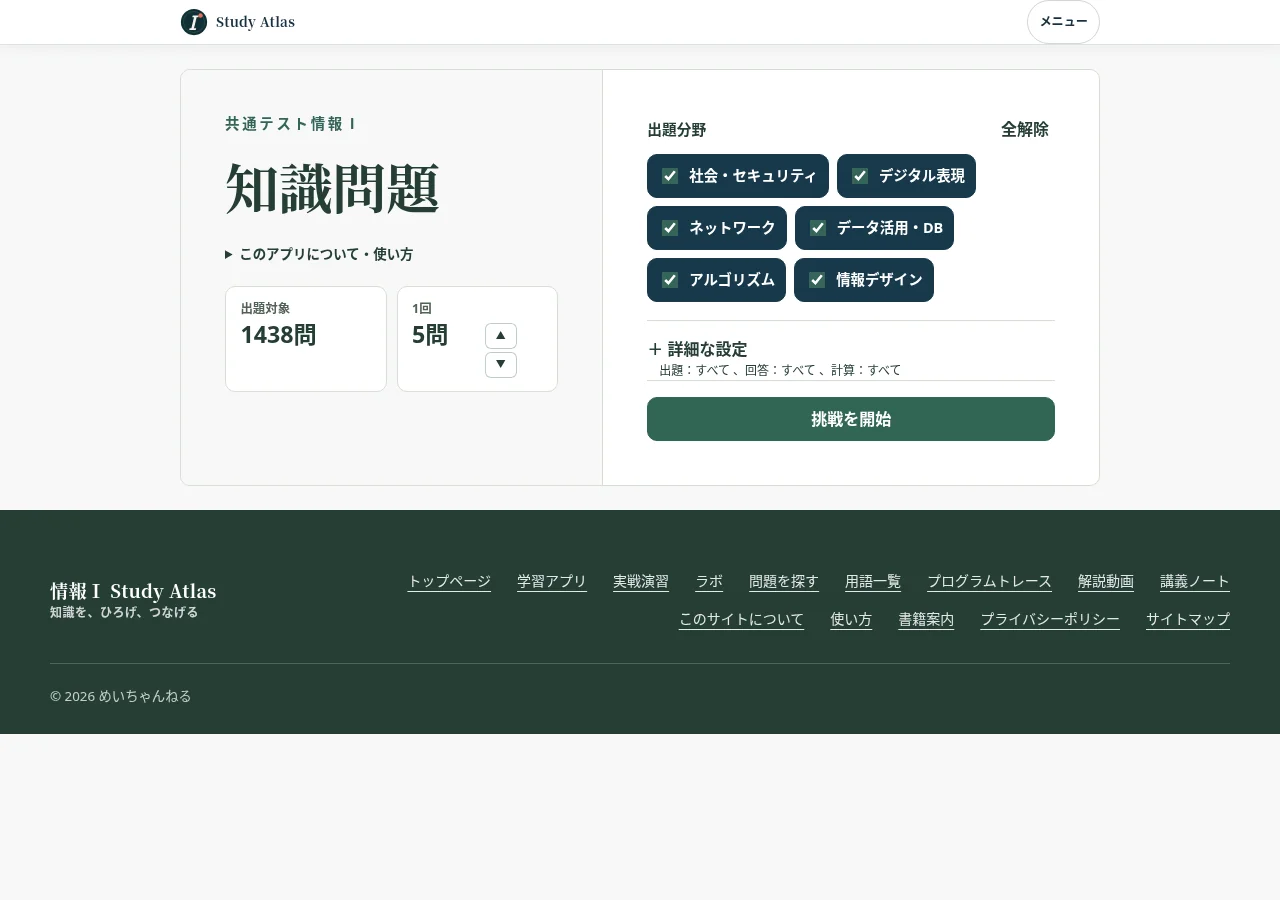 I Study Atlas
メニュー
共通テスト情報Ⅰ
知識問題
▶ このアプリについて・使い方
出題対象
1438問
1回
5問
▲
▼
出題分野
全解除
社会・セキュリティ
デジタル表現
ネットワーク
データ活用・DB
アルゴリズム
情報デザイン
＋ 詳細な設定
出題：すべて 、回答：すべて 、計算：すべて
挑戦を開始
情報Ⅰ Study Atlas
知識を、ひろげ、つなげる
トップページ 学習アプリ 実戦演習 ラボ 問題を探す 用語一覧 プログラムトレース 解説動画 講義ノート
このサイトについて 使い方 書籍案内 プライバシーポリシー サイトマップ
© 2026 めいちゃんねる